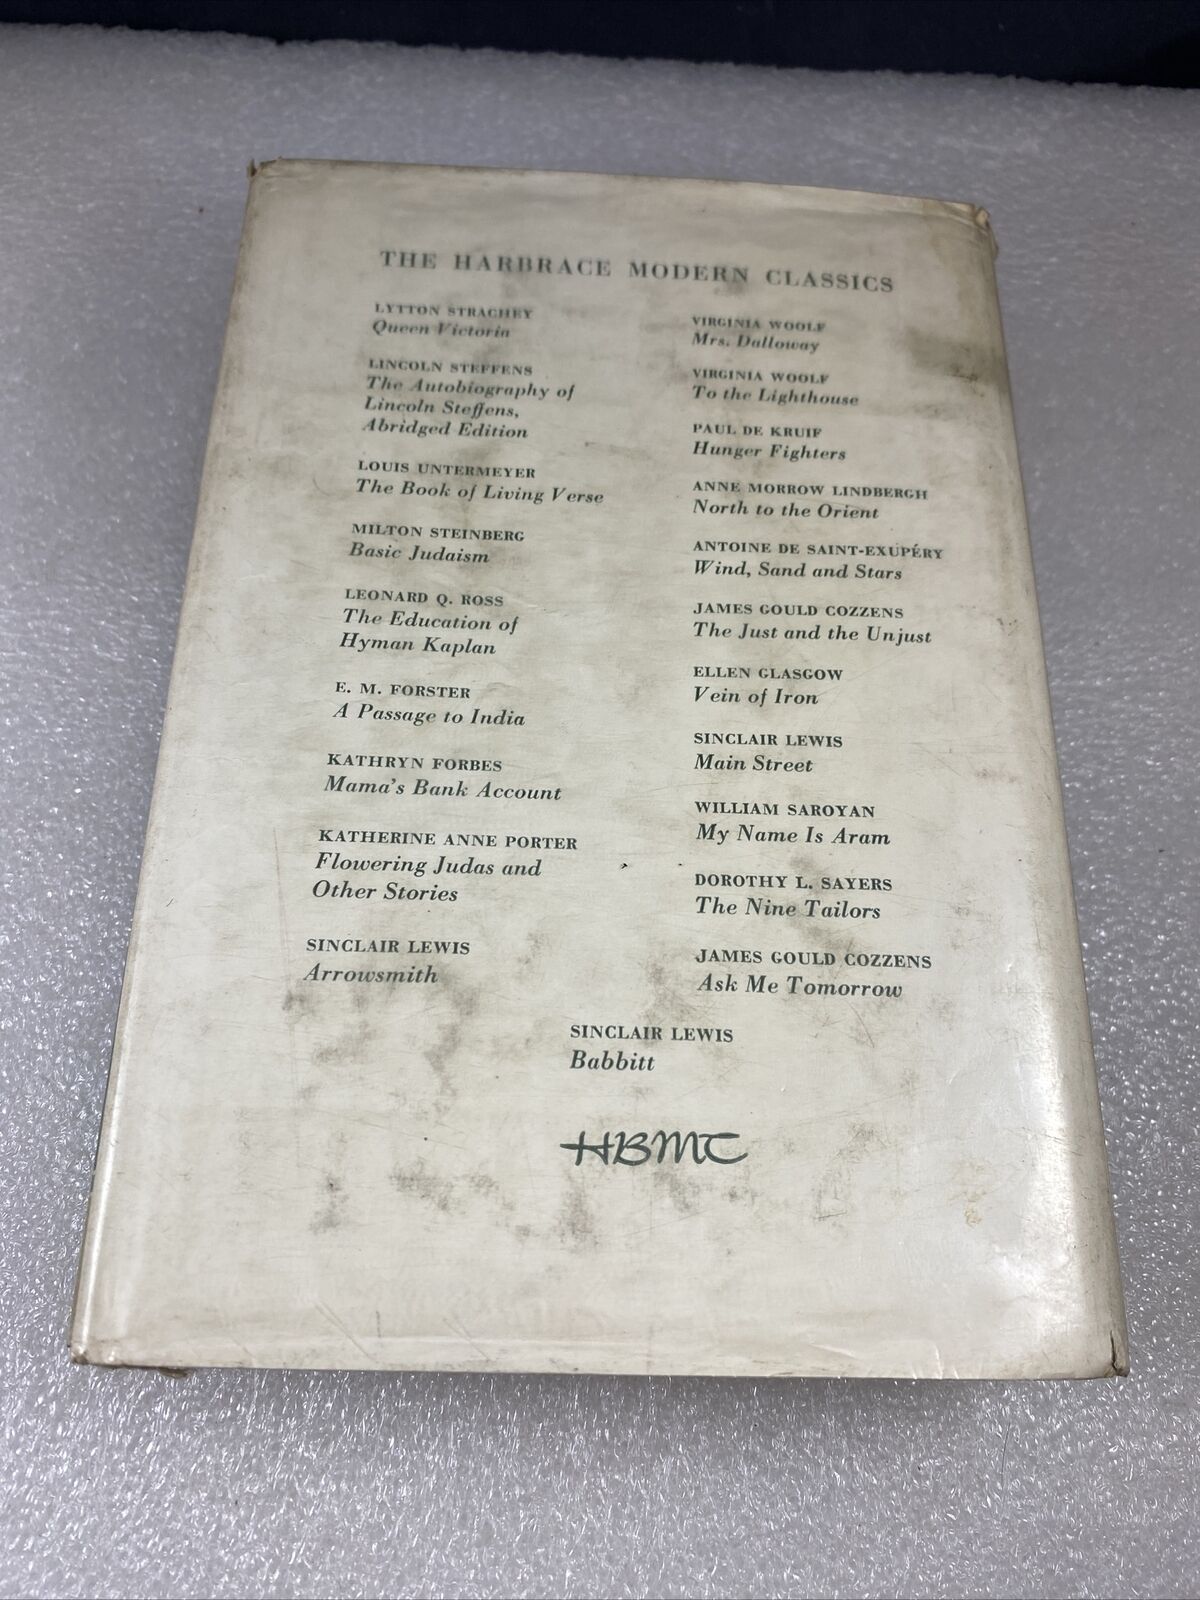 THE HARBRACE MODERN CLASSICS
LYTTON STRACHEY
Queen Victoria
LINCOLN STEFFENS
The Autobiography of
Lincoln Steffens,
Abridged Edition
LOUIS UNTERMEYER
The Book of Living Verse
MILTON STEINBERG
Basic Judaism
LEONARD Q. ROSS
The Education of
Hyman Kaplan
E. M. FORSTER
A Passage to India
KATHRYN FORBES
Mama's Bank Account
KATHERINE ANNE PORTER
Flowering Judas and
Other Stories
SINCLAIR LEWIS
Arrowsmith
VIRGINIA WOOLF
Mrs. Dalloway
VIRGINIA WOOLF
To the Lighthouse
PAUL DE KRUIF
Hunger Fighters
ANNE MORROW LINDBERGH
North to the Orient
ANTOINE DE SAINT-EXUPÉRY
Wind, Sand and Stars
JAMES GOULD COZZENS
The Just and the Unjust
ELLEN GLASGOW
Vein of Iron
SINCLAIR LEWIS
Main Street
WILLIAM SAROYAN
My Name Is Aram
DOROTHY L. SAYERS
The Nine Tailors
JAMES GOULD COZZENS
Ask Me Tomorrow
SINCLAIR LEWIS
Babbitt
HBMC